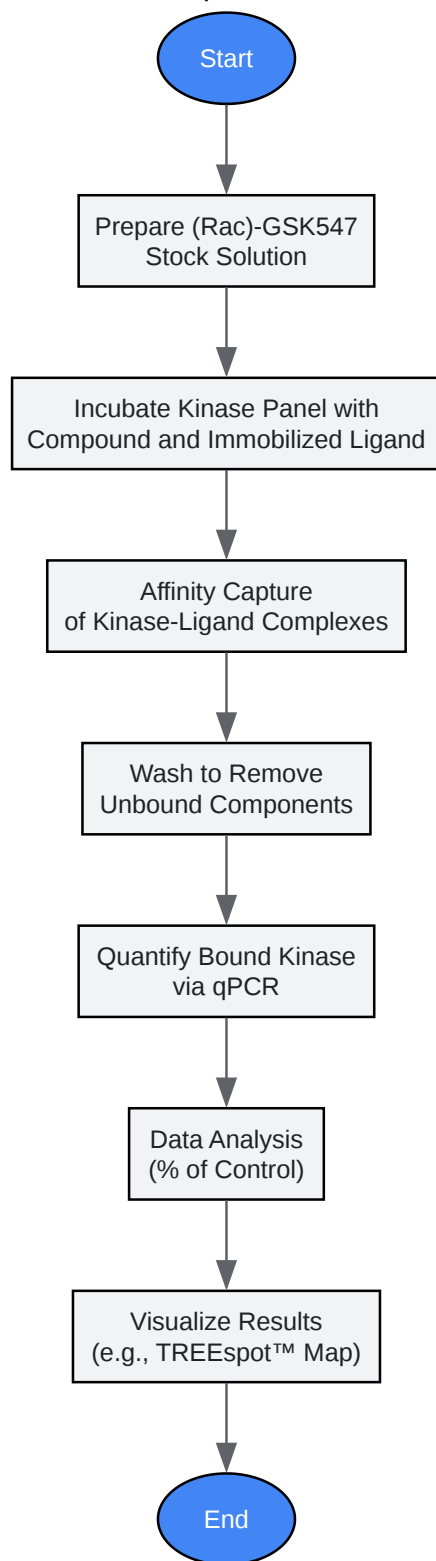 Start
Prepare (Rac)-GSK547
Stock Solution
Incubate Kinase Panel with
Compound and Immobilized Ligand
Affinity Capture
of Kinase-Ligand Complexes
Wash to Remove
Unbound Components
Quantify Bound Kinase
via qPCR
Data Analysis
(% of Control)
Visualize Results
(e.g., TREEspot™ Map)
End